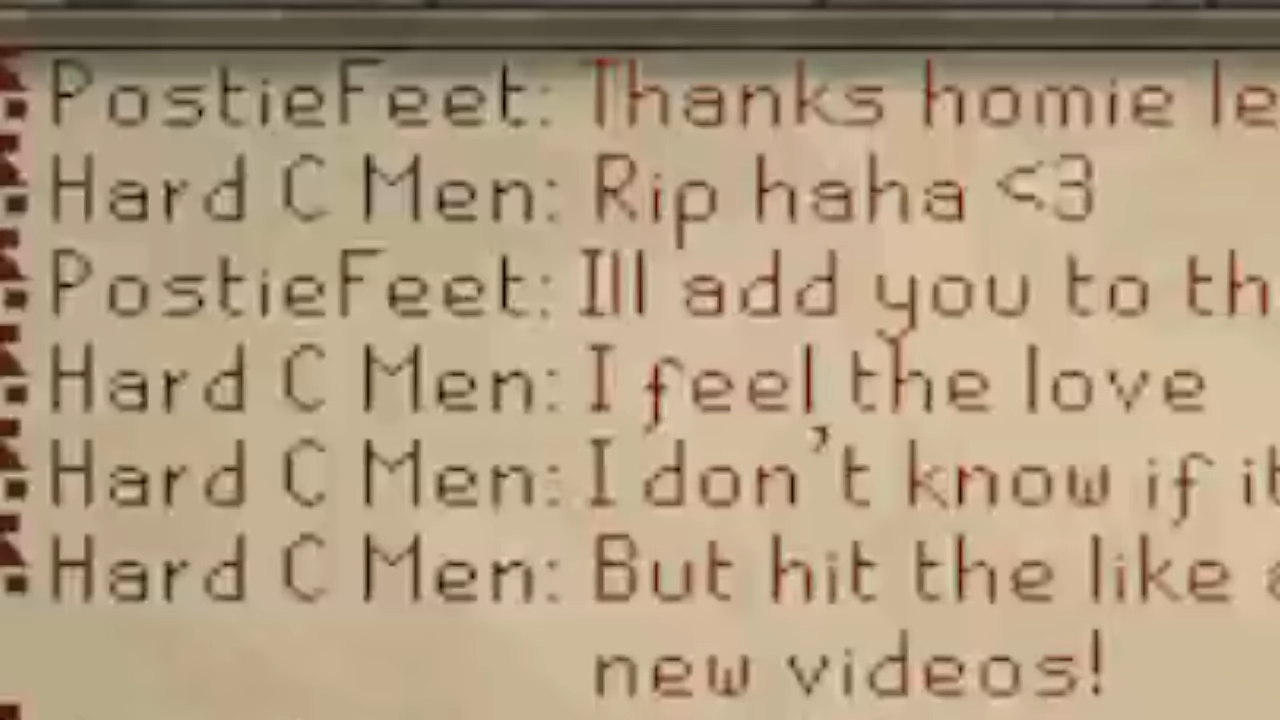 PostieFeet: Thanks homie le
Hard C Men: Rip haha <3
PostieFeet: Ill add you to th
Hard C Men: I feel the love
Hard C Men: I don't know if it
Hard C Men: But hit the like
new videos!